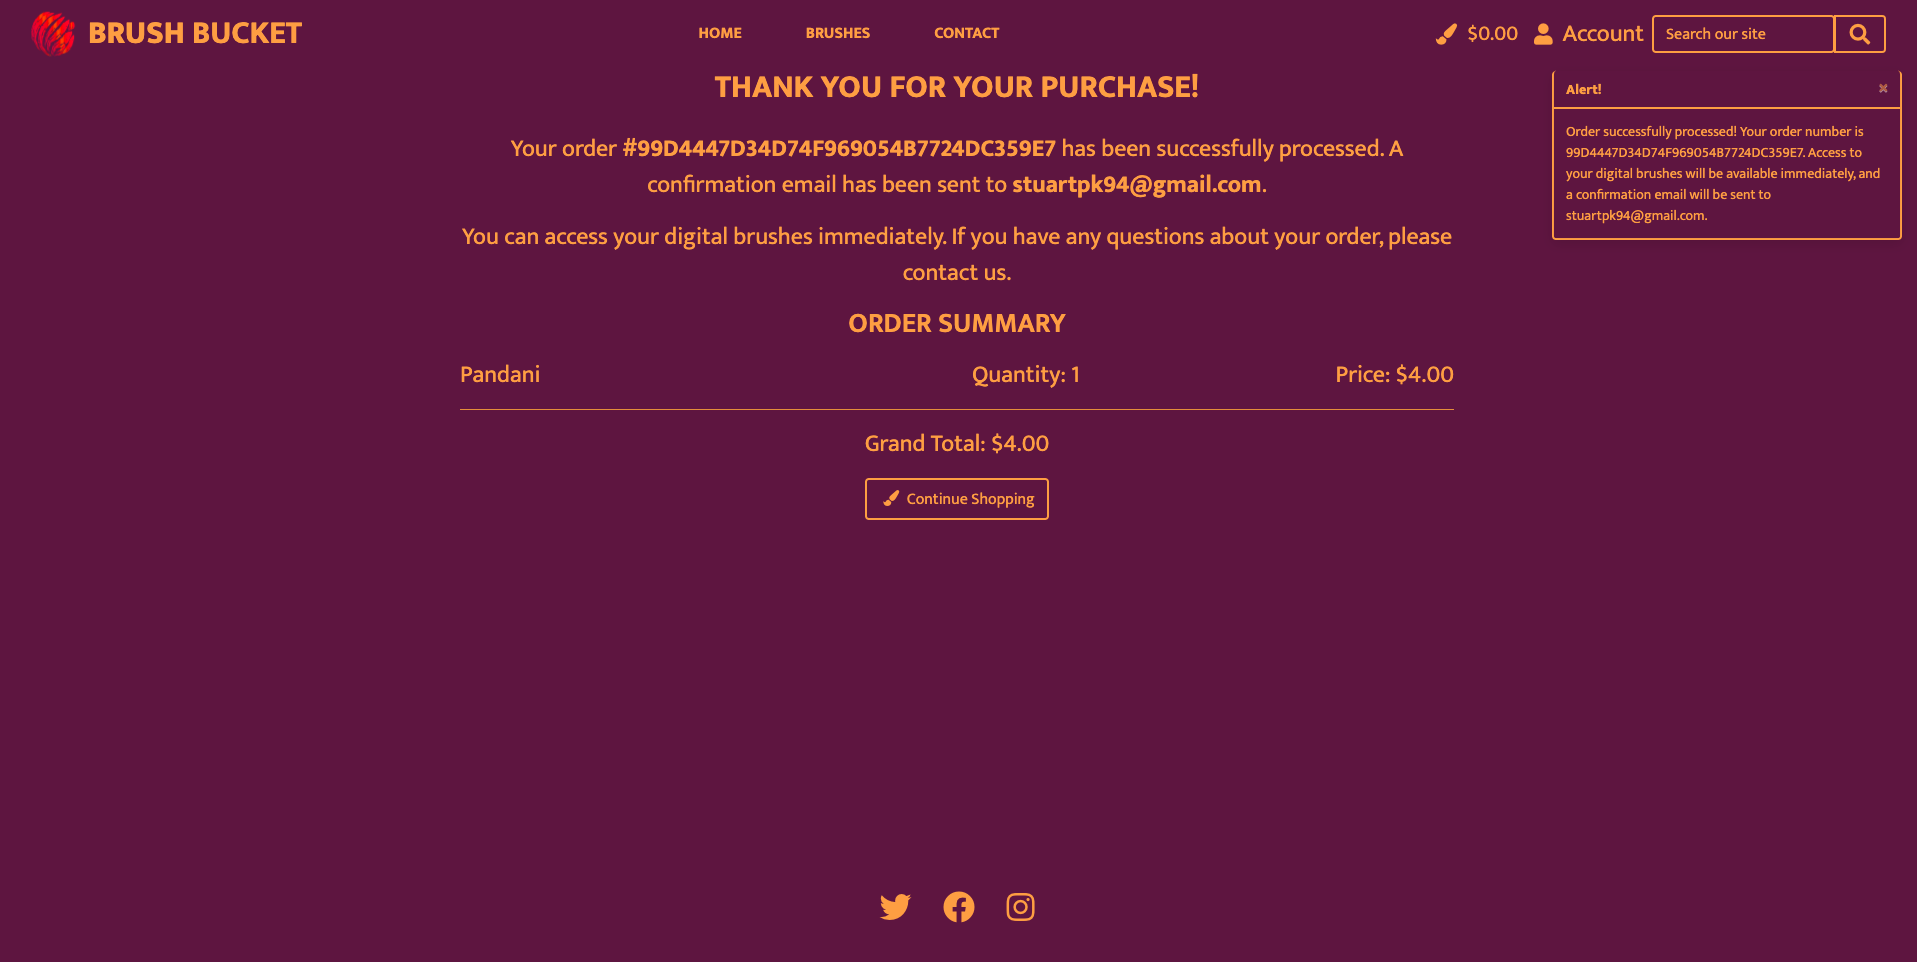 BRUSH BUCKET
HOME
BRUSHES
CONTACT
$0.00
Account
Search our site
THANK YOU FOR YOUR PURCHASE!
Your order #99D4447D34D74F969054B7724DC359E7 has been successfully processed. A
confirmation email has been sent to stuartpk94@gmail.com.
You can access your digital brushes immediately. If you have any questions about your order, please
contact us.
ORDER SUMMARY
Pandani
Quantity: 1
Price: $4.00
Grand Total: $4.00
Continue Shopping
Alert!
Order successfully processed! Your order number is
99D4447D34D74F969054B7724DC359E7. Access to
your digital brushes will be available immediately, and
a confirmation email will be sent to
stuartpk94@gmail.com.